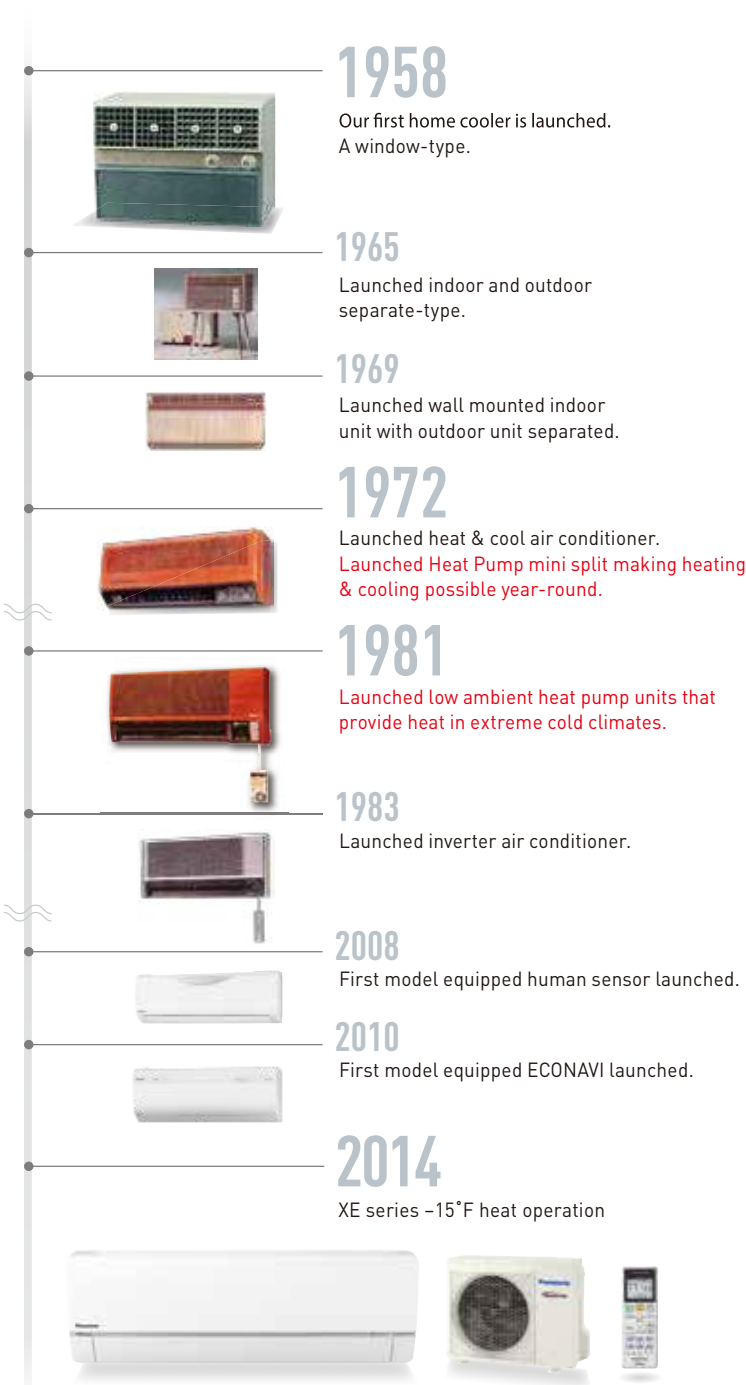 1958
Our first home cooler is launched.
A window-type.
1965
Launched indoor and outdoor
separate-type.
1969
Launched wall mounted indoor
unit with outdoor unit separated.
1972
Launched heat & cool air conditioner.
Launched Heat Pump mini split making heating
& cooling possible year-round.
1981
Launched low ambient heat pump units that
provide heat in extreme cold climates.
1983
Launched inverter air conditioner.
2008
First model equipped human sensor launched.
2010
First model equipped ECONAVI launched.
2014
XE series –15˚F heat operation
Panasonic
Panasonic